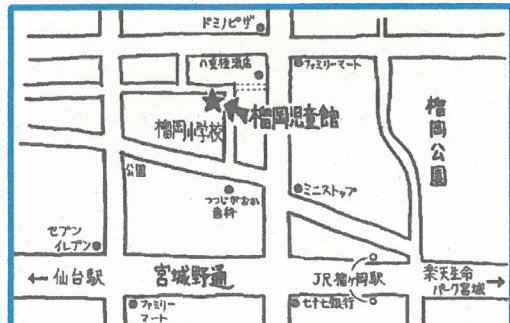 ドミノピザ
八重桂酒店
ファミリーマート
榴岡児童館
榴岡小学校
榴岡公園
公園
つつじがおか
歯科
ミニストップ
セブン
イレブン
←仙台駅
宮城野通
JR榴ヶ岡駅
楽天生命
パーク宮城→
ファミリー
マート
七十七銀行